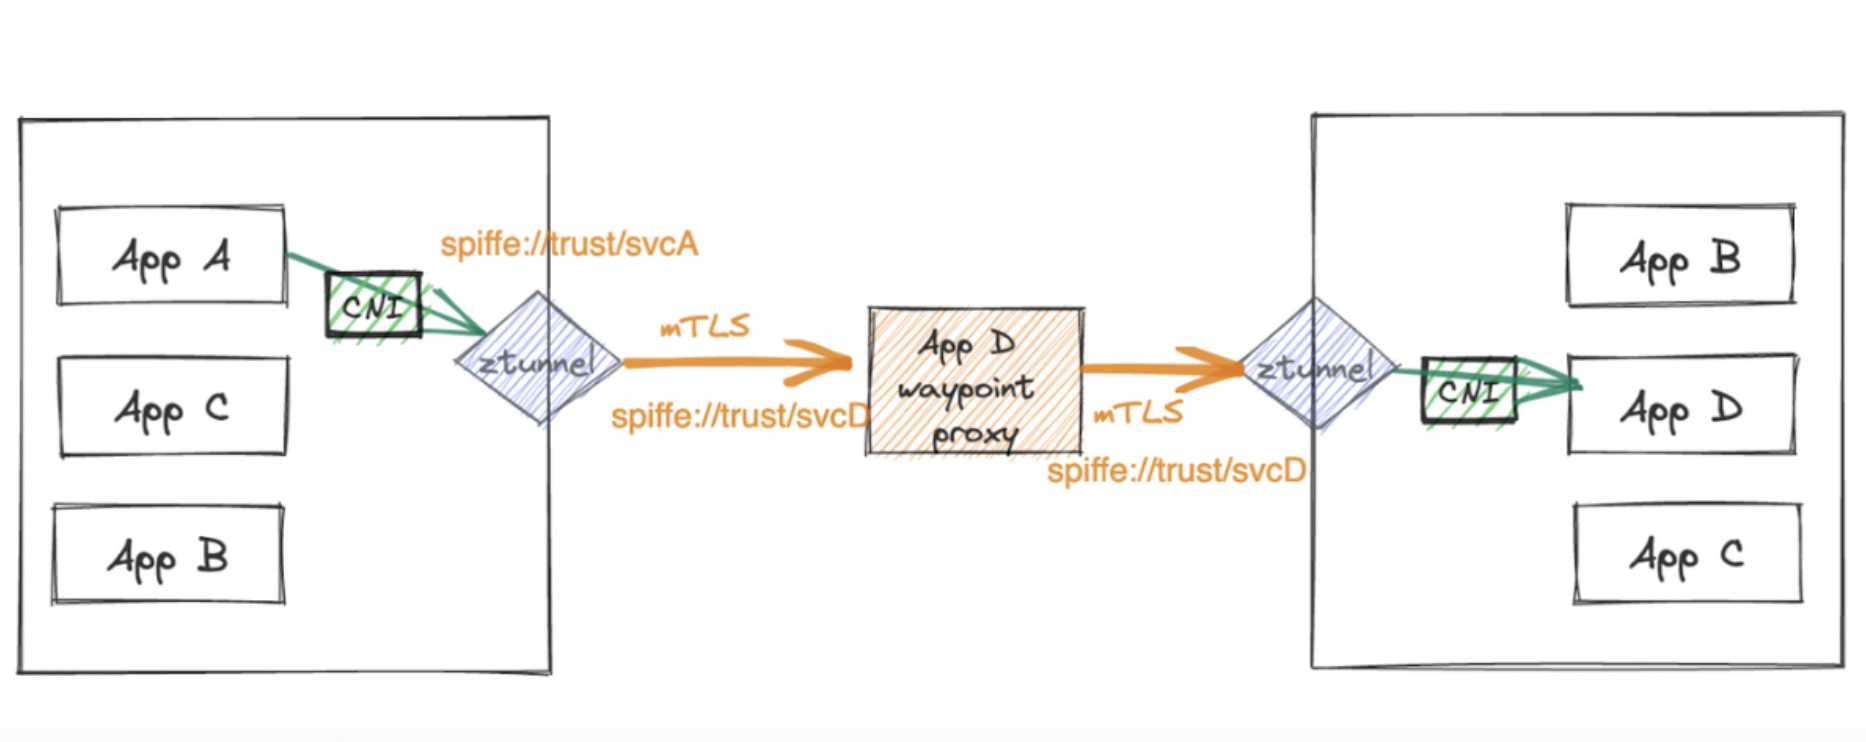 App A
CNI
App C
App B
spiffe://trust/svcA
ztunnel
mTLS
spiffe://trust/svcD
App D
waypoint
proxy
mTLS
spiffe://trust/svcD
ztunnel
CNI
App B
App D
App C